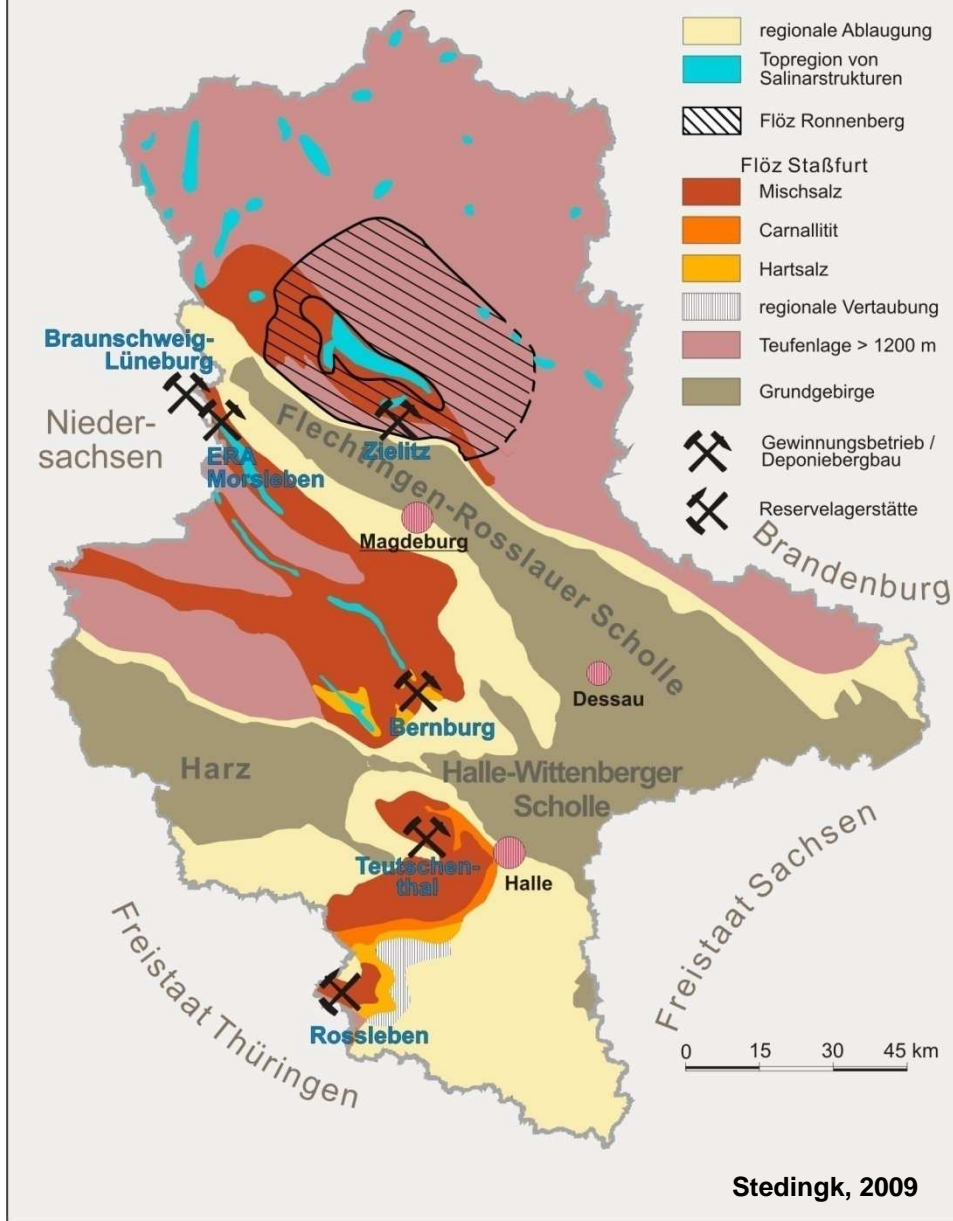 regionale Ablaugung
Topregion von
Salinarstrukturen
Flöz Ronnenberg
Flöz Staßfurt
Mischsalz
Carnallitit
Hartsalz
regionale Vertaubung
Teufenlage > 1200 m
Grundgebirge
Gewinnungsbetrieb /
Deponiebergbau
Reservelagerstätte
Braunschweig-
Lüneburg
Nieder-
sachsen
ERA
Morsleben
Zielitz
Flechtingen-Rosslauer Scholle
Magdeburg
Brandenburg
Dessau
Bernburg
Harz
Halle-Wittenberger
Scholle
Teutschen-
thal
Halle
Freistaat Sachsen
Freistaat Thüringen
Rossleben
0 15 30 45 km
Stedingk, 2009